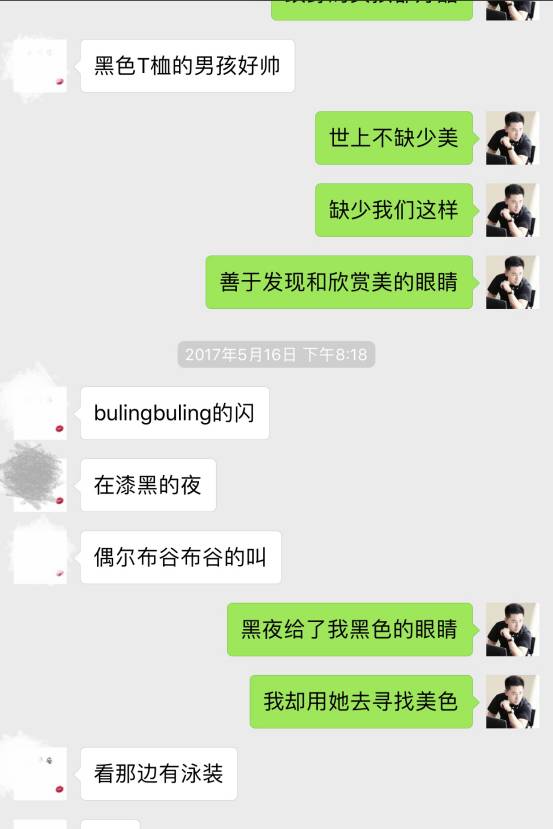 黑色T桖的男孩好帅
世上不缺少美
缺少我们这样
善于发现和欣赏美的眼睛
2017年5月16日 下午8:18
bulingbuling的闪
在漆黑的夜
偶尔布谷布谷的叫
黑夜给了我黑色的眼睛
我却用她去寻找美色
看那边有泳装